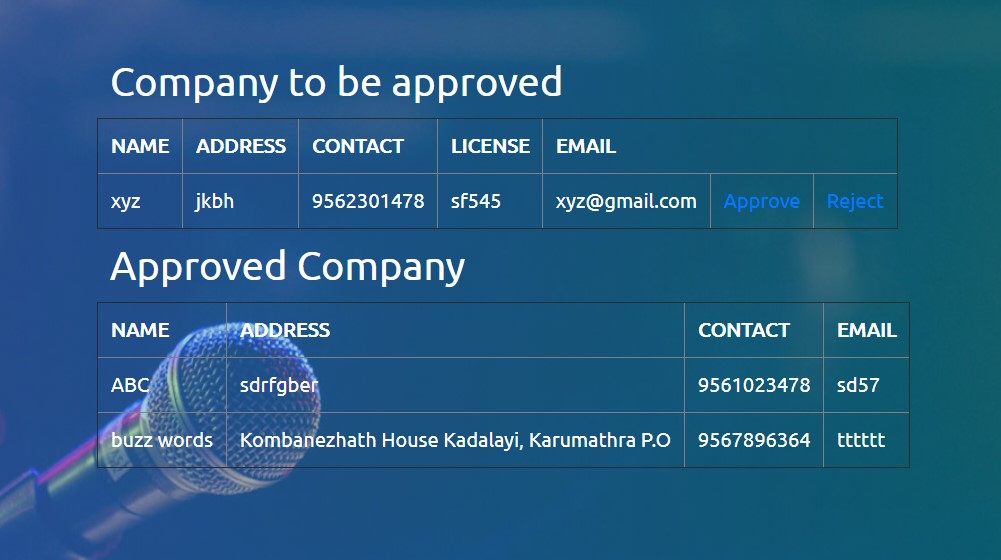 Company to be approved
NAME ADDRESS CONTACT LICENSE EMAIL
xyz jkbh 9562301478 sf545 xyz@gmail.com Approve Reject
Approved Company
NAME ADDRESS CONTACT EMAIL
ABC sdrfgber 9561023478 sd57
buzz words Kombanezhath House Kadalayi, Karumathra P.O 9567896364 tttttt